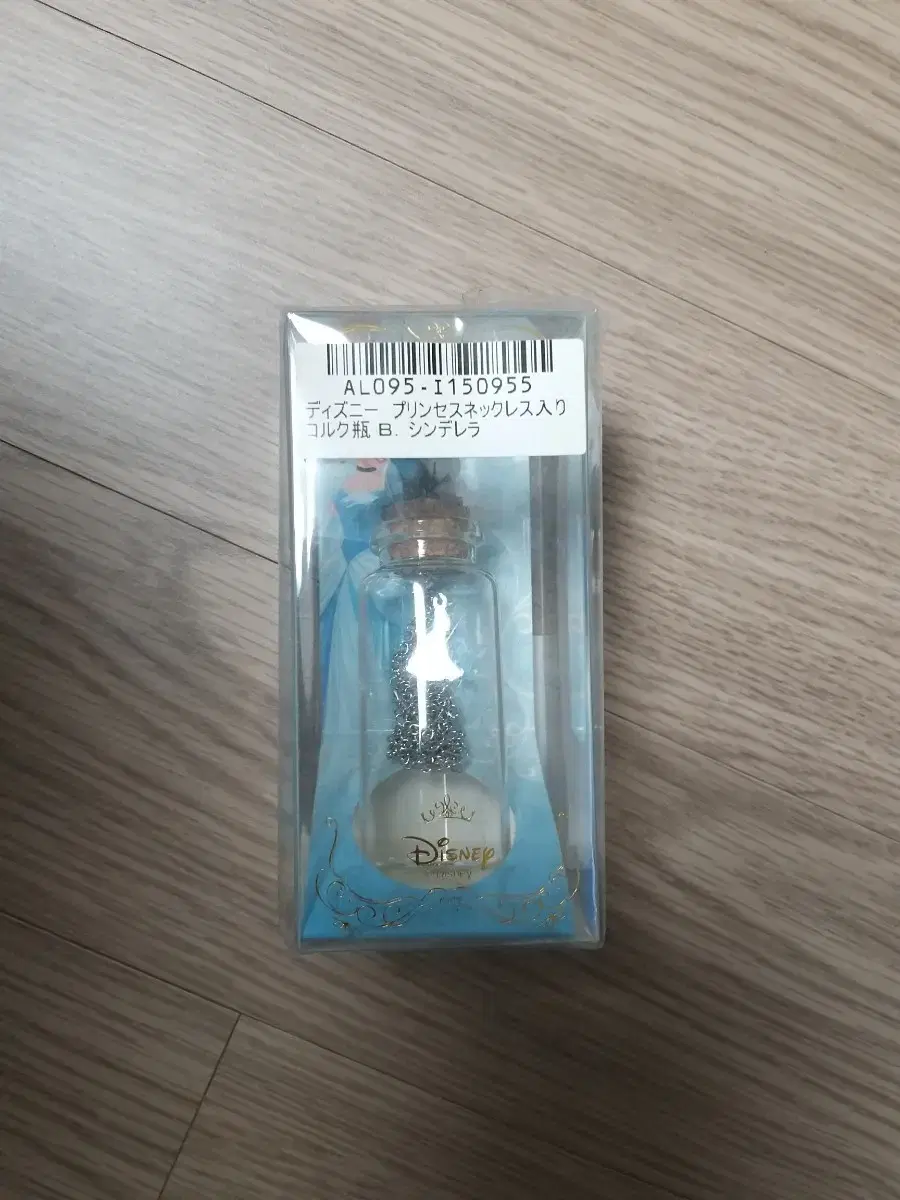 AL095-I150955
ディズニー プリンセスネックレス入り
コルク瓶 B. シンデレラ
Disney